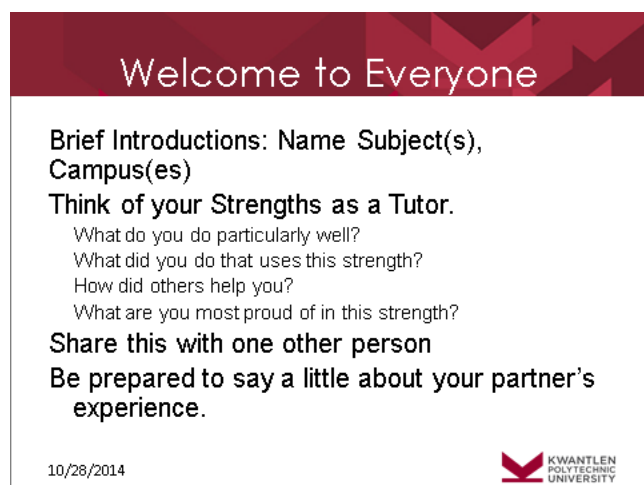 Welcome to Everyone
Brief Introductions: Name Subject(s),
Campus(es)
Think of your Strengths as a Tutor.
What do you do particularly well?
What did you do that uses this strength?
How did others help you?
What are you most proud of in this strength?
Share this with one other person
Be prepared to say a little about your partner's
experience.
10/28/2014
KWANTLEN
POLYTECHNIC
UNIVERSITY